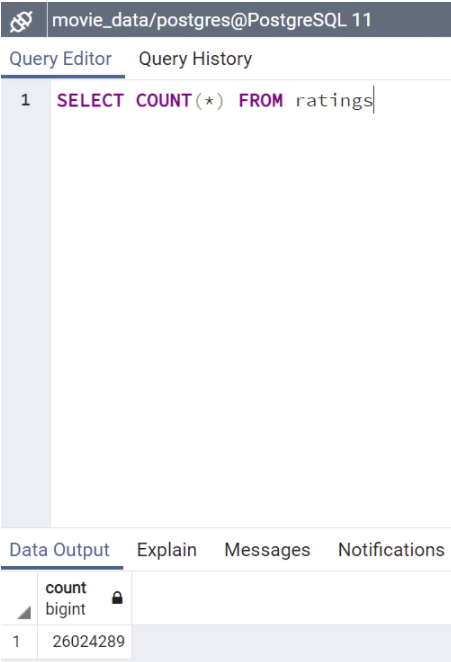 movie_data/postgres@PostgreSQL 11
Query Editor Query History
1 SELECT COUNT(*) FROM ratings
Data Output Explain Messages Notifications
count
bigint
1 26024289